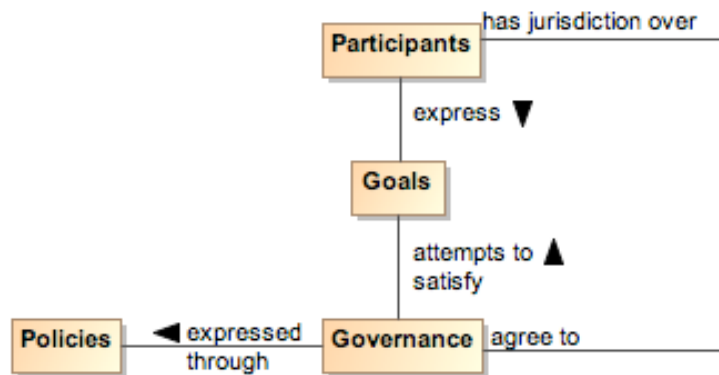 has jurisdiction over
Participants
express
Goals
attempts to
satisfy
Policies
expressed
through
Governance
agree to